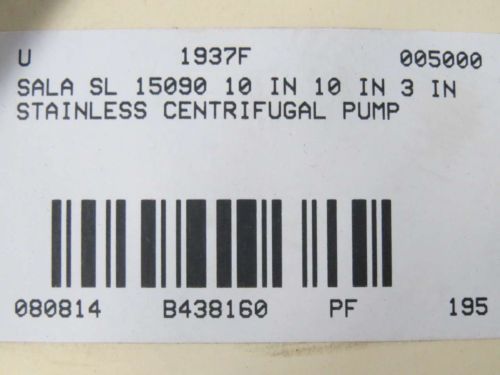 U 1937F 005000
SALA SL 15090 10 IN 10 IN 3 IN
STAINLESS CENTRIFUGAL PUMP
080814 B438160 PF 195